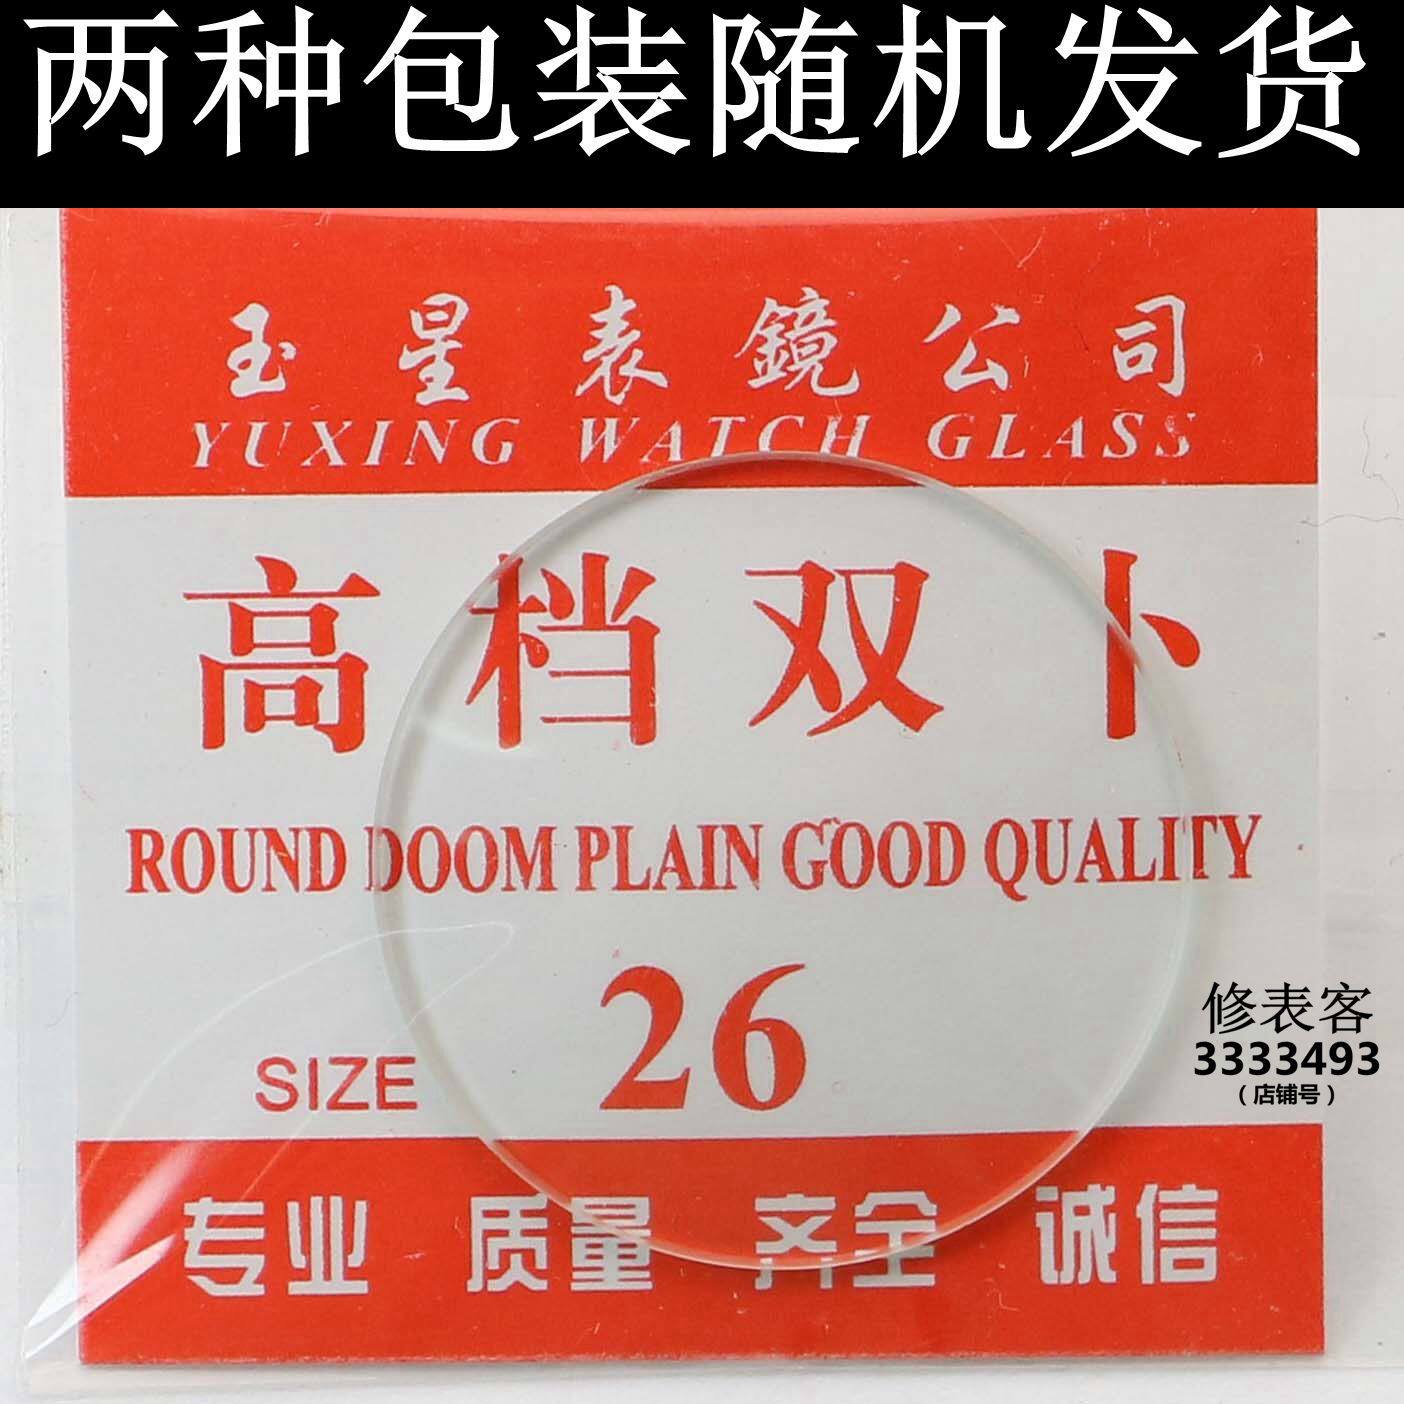 两种包装随机发货
玉星表鏡公司
YUXING WATCH GLASS
高档双卜
ROUND DOOM PLAIN GOOD QUALITY
SIZE 26
修表客
3333493
（店铺号）
专业 质量 齐全 诚信